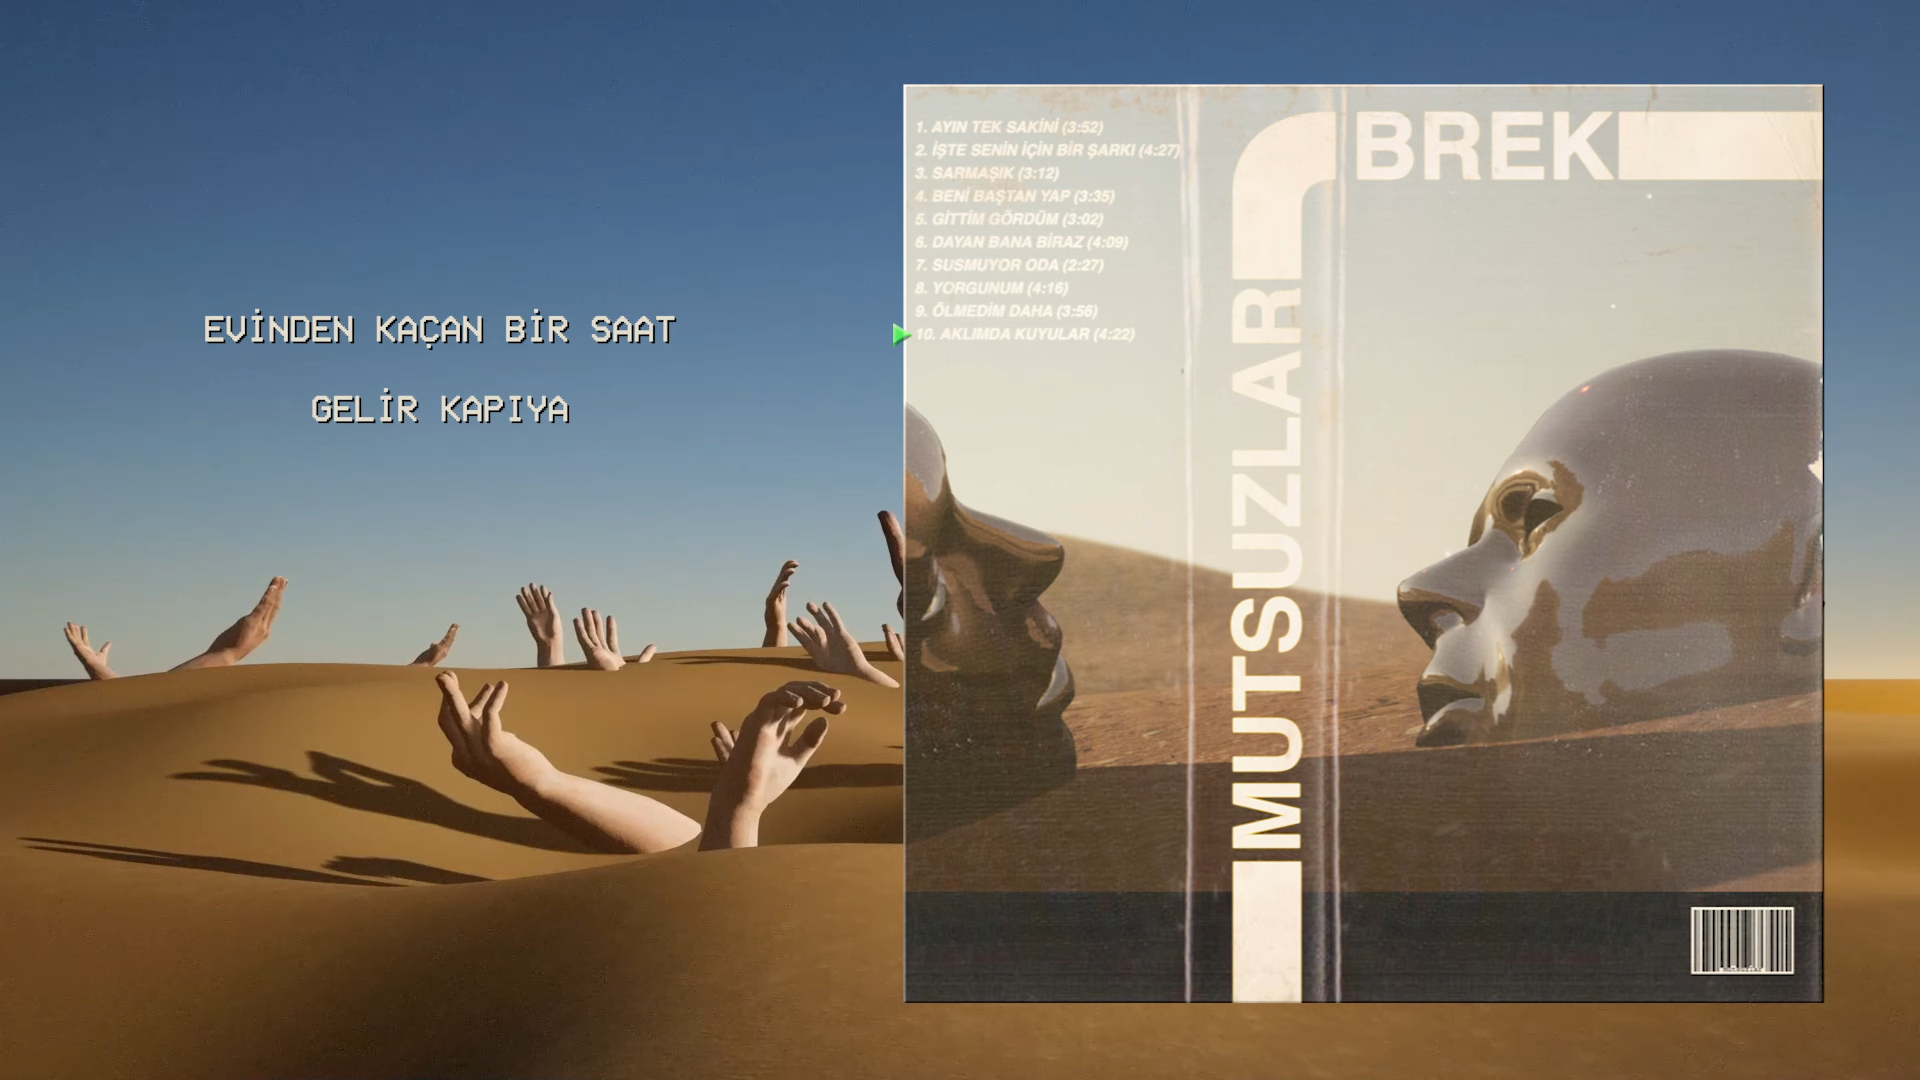 EVİNDEN KAÇAN BİR SAAT
GELİR KAPIYA
1. AYIN TEK SAKİNİ (3:52)
2. İŞTE SENİN İÇİN BİR ŞARKI (4:27)
3. SARMAŞIK (3:12)
4. BENİ BAŞTAN YAP (3:35)
5. GİTTİM GÖRDÜM (3:02)
6. DAYAN BANA BİRAZ (4:09)
7. SUSMUYOR ODA (2:27)
8. YORGUNUM (4:16)
9. ÖLMEDİM DAHA (3:56)
10. AKLIMDA KUYULAR (4:22)
MUTSUZLAR
BREK